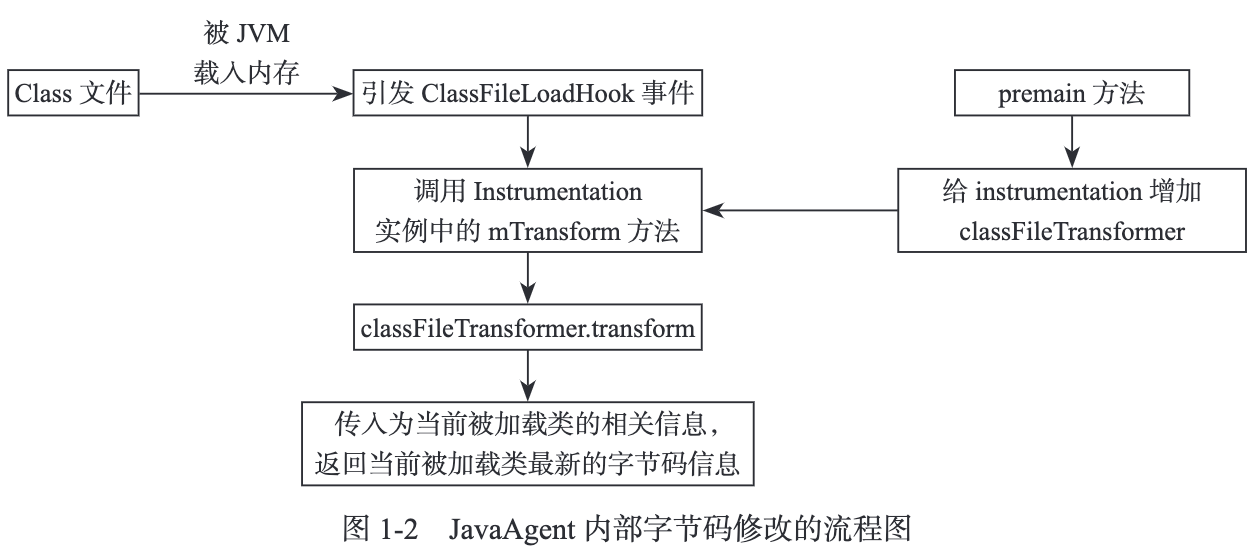 被 JVM
载入内存
Class 文件
引发 ClassFileLoadHook 事件
premain 方法
调用 Instrumentation
实例中的 mTransform 方法
给 instrumentation 增加
classFileTransformer
classFileTransformer.transform
传入为当前被加载类的相关信息，
返回当前被加载类最新的字节码信息
图 1-2 JavaAgent 内部字节码修改的流程图